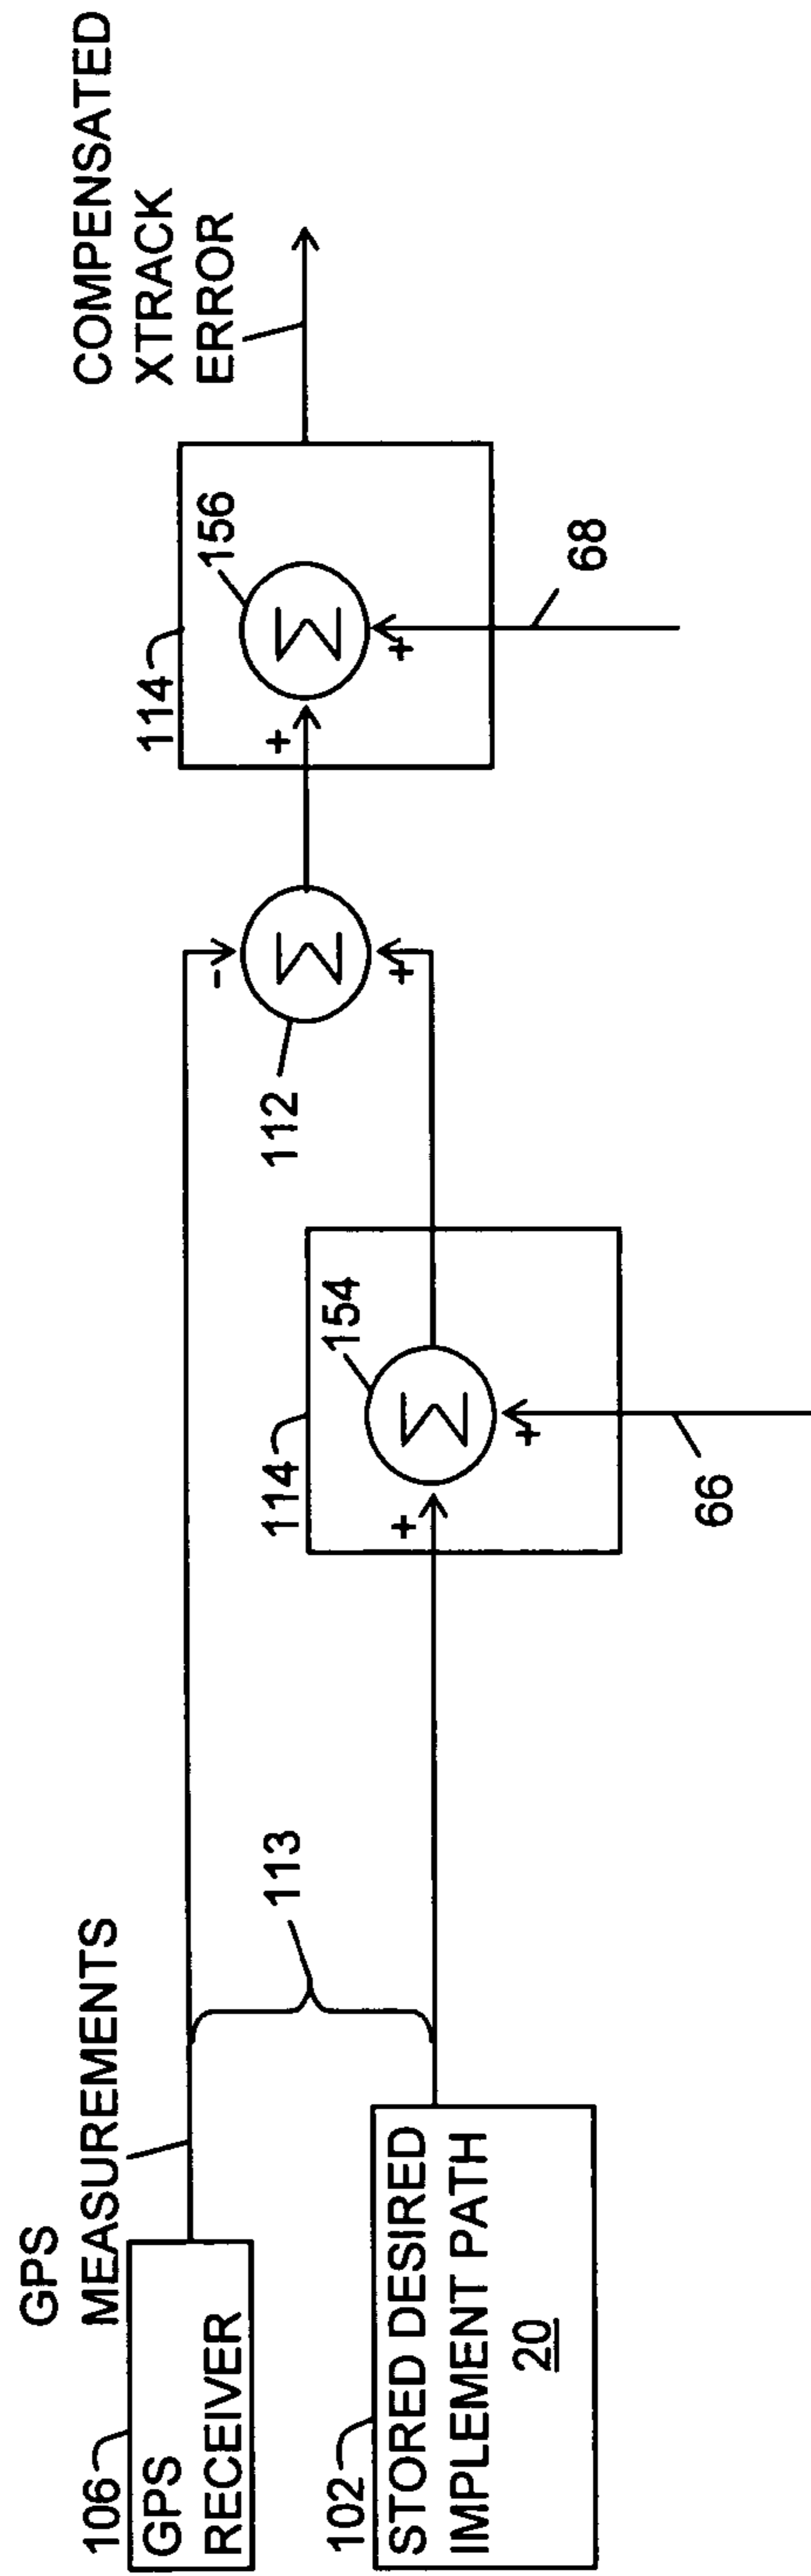 GPS
MEASUREMENTS
106
GPS
RECEIVER
102
STORED DESIRED
IMPLEMENT PATH
20
113
114
154
Σ
+
+
66
112
Σ
-
+
114
156
Σ
+
+
68
COMPENSATED
XTRACK
ERROR